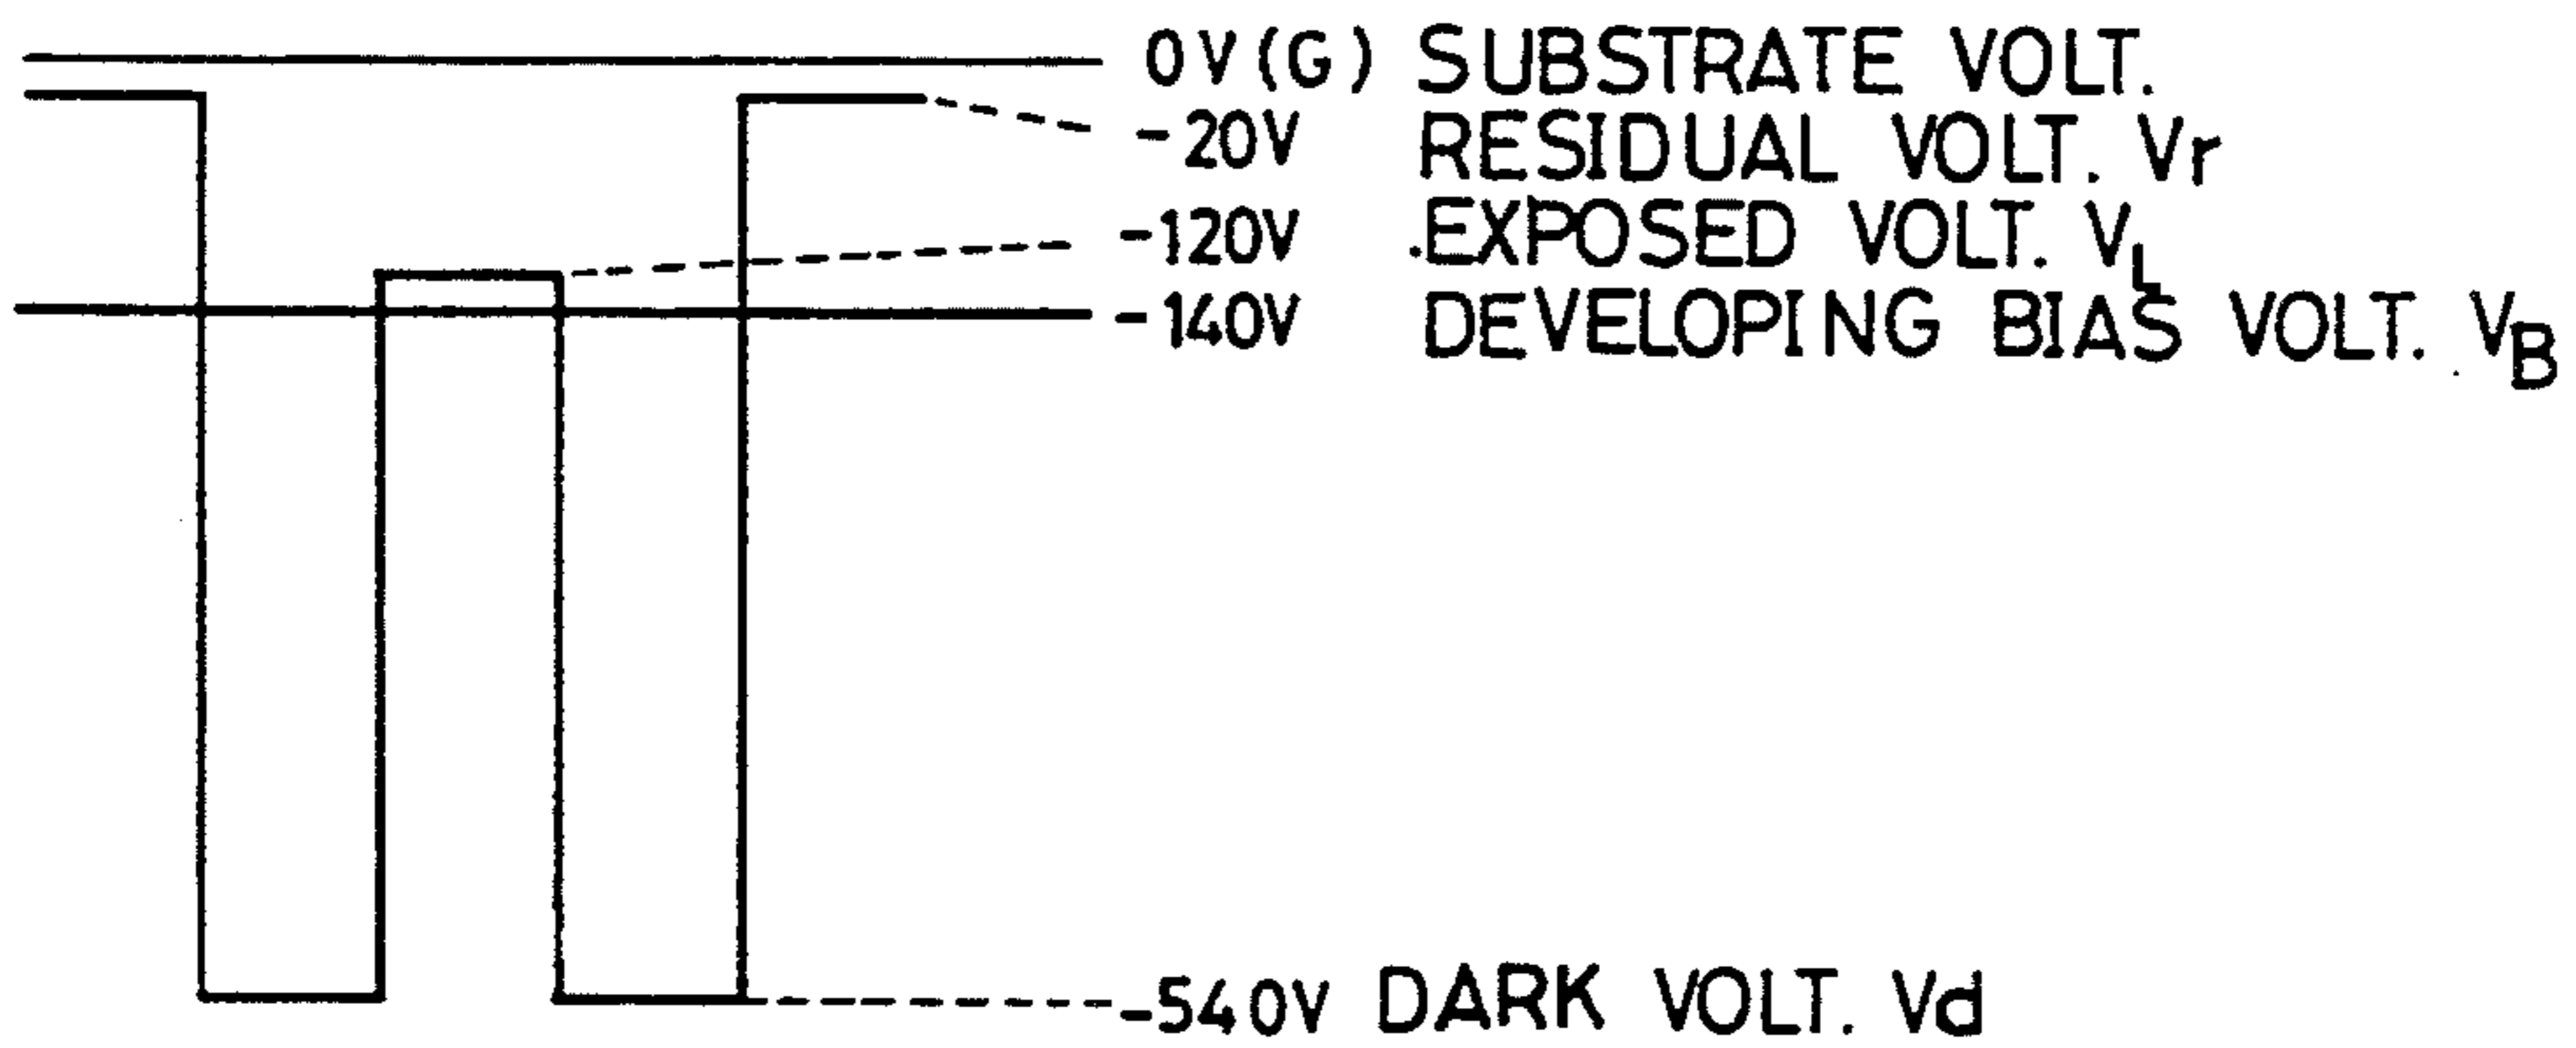 0V(G) SUBSTRATE VOLT.
-20V RESIDUAL VOLT. Vr
-120V EXPOSED VOLT. VL
-140V DEVELOPING BIAS VOLT. VB
-540V DARK VOLT. Vd